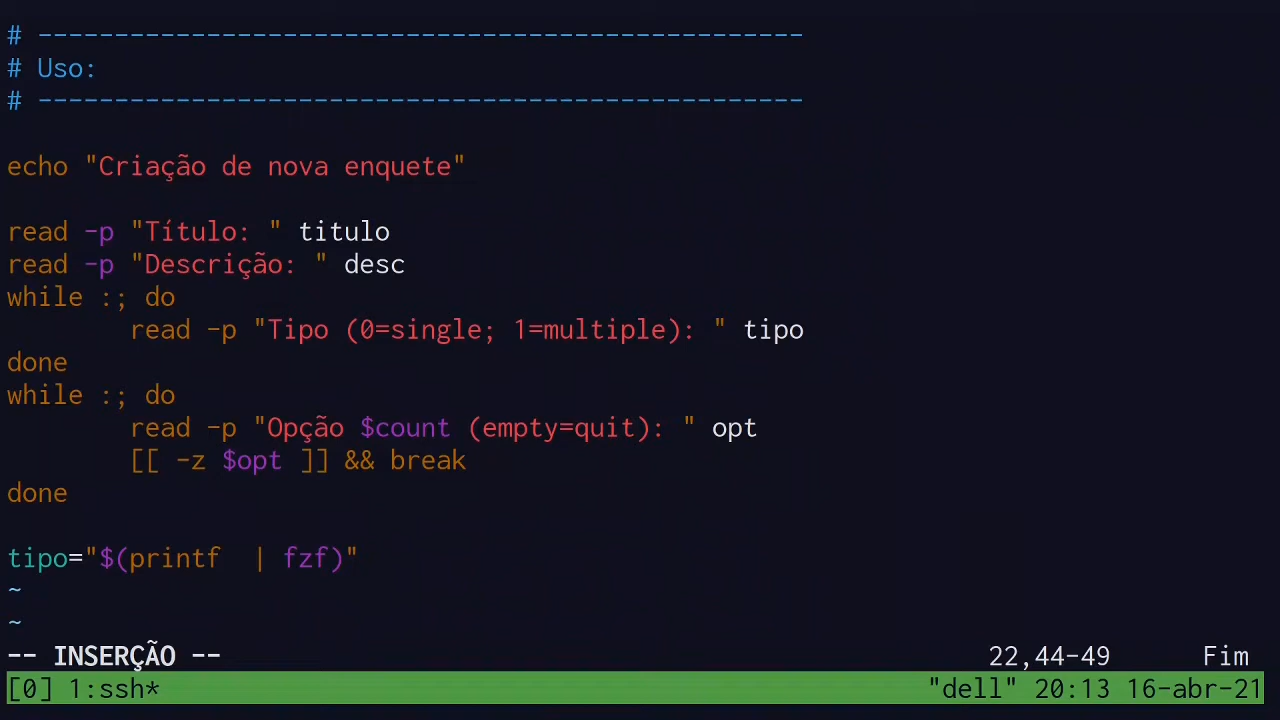 # --------------------------------------------------
# Uso:
# --------------------------------------------------
echo "Criação de nova enquete"
read -p "Título: " titulo
read -p "Descrição: " desc
while :; do
        read -p "Tipo (0=single; 1=multiple): " tipo
done
while :; do
        read -p "Opção $count (empty=quit): " opt
        [[ -z $opt ]] && break
done
tipo="$(printf  | fzf)"
~
~
-- INSERÇÃO --                                                  22,44-49      Fim
[0] 1:ssh*                                                  "dell" 20:13 16-abr-21